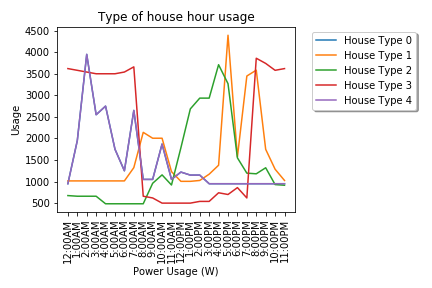 Type of house hour usage
4500
4000
3500
3000
2500
2000
1500
1000
500
Usage
12:00AM
1:00AM
2:00AM
3:00AM
4:00AM
5:00AM
6:00AM
7:00AM
8:00AM
9:00AM
10:00AM
11:00AM
12:00PM
1:00PM
2:00PM
3:00PM
4:00PM
5:00PM
6:00PM
7:00PM
8:00PM
9:00PM
10:00PM
11:00PM
Power Usage (W)
House Type 0
House Type 1
House Type 2
House Type 3
House Type 4